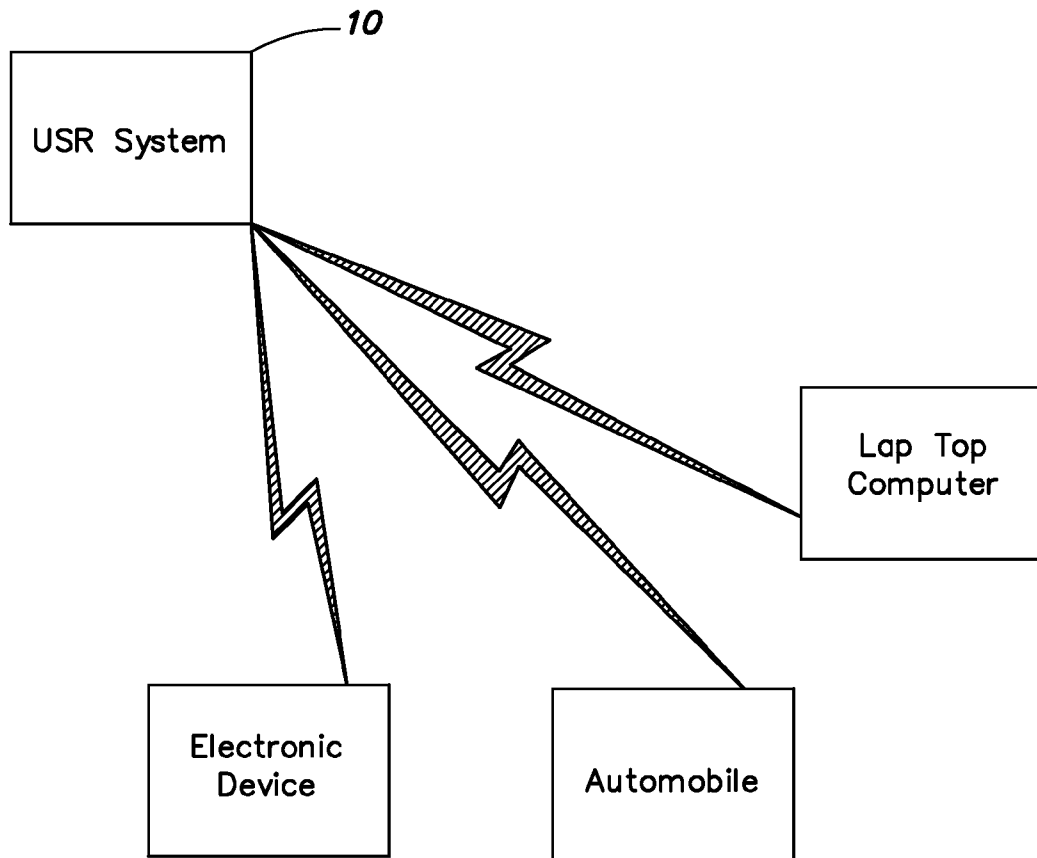 10
USR System
Lap Top
Computer
Electronic
Device
Automobile